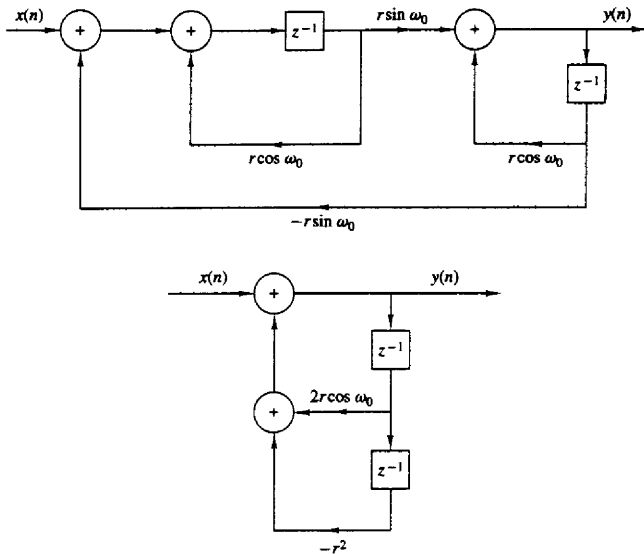 x(n)
r sin ω₀
y(n)
+
+
z⁻¹
+
z⁻¹
r cos ω₀
r cos ω₀
−r sin ω₀
x(n)
y(n)
+
z⁻¹
2r cos ω₀
+
z⁻¹
−r²